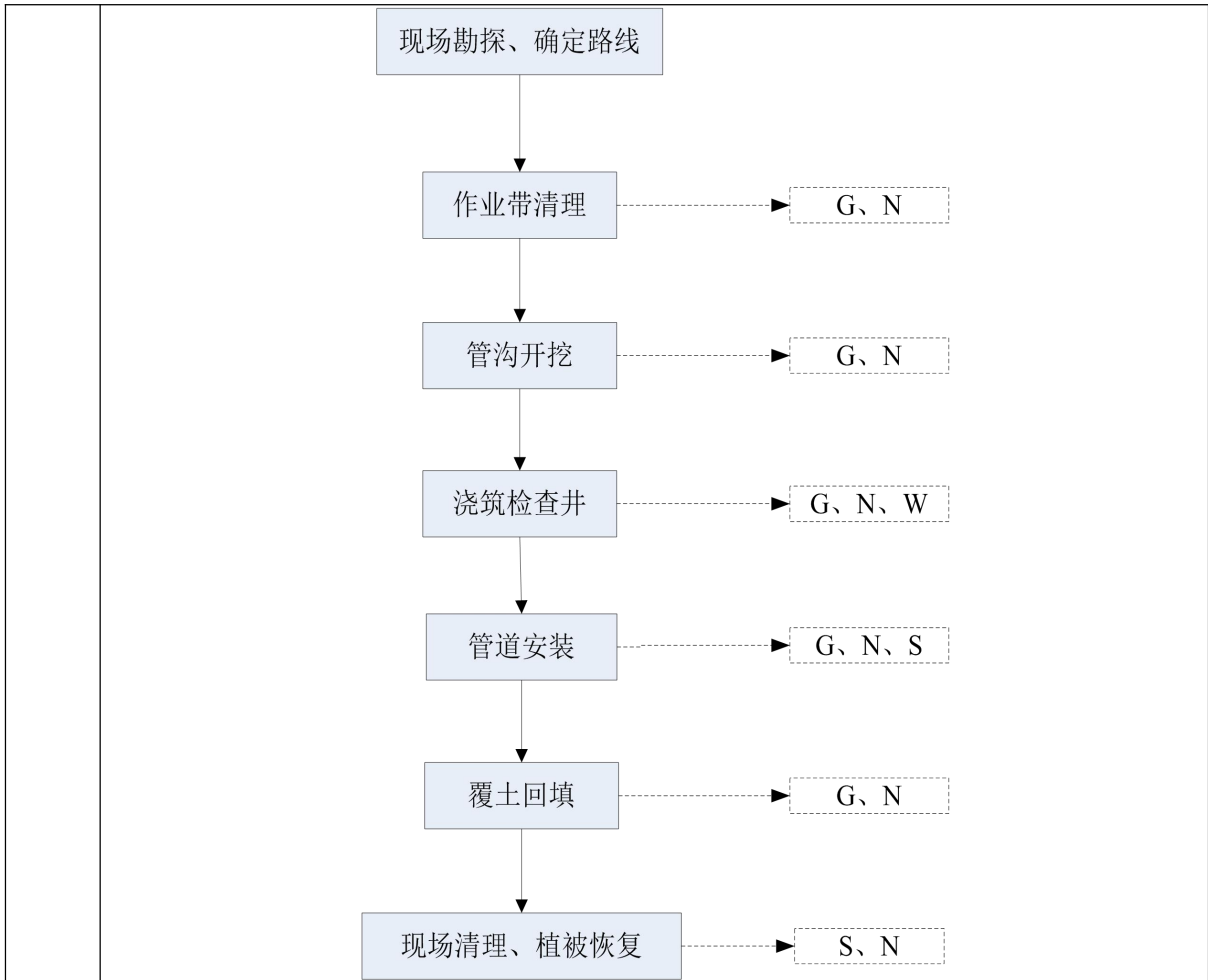 现场勘探、确定路线
作业带清理
G、N
管沟开挖
G、N
浇筑检查井
G、N、W
管道安装
G、N、S
覆土回填
G、N
现场清理、植被恢复
S、N